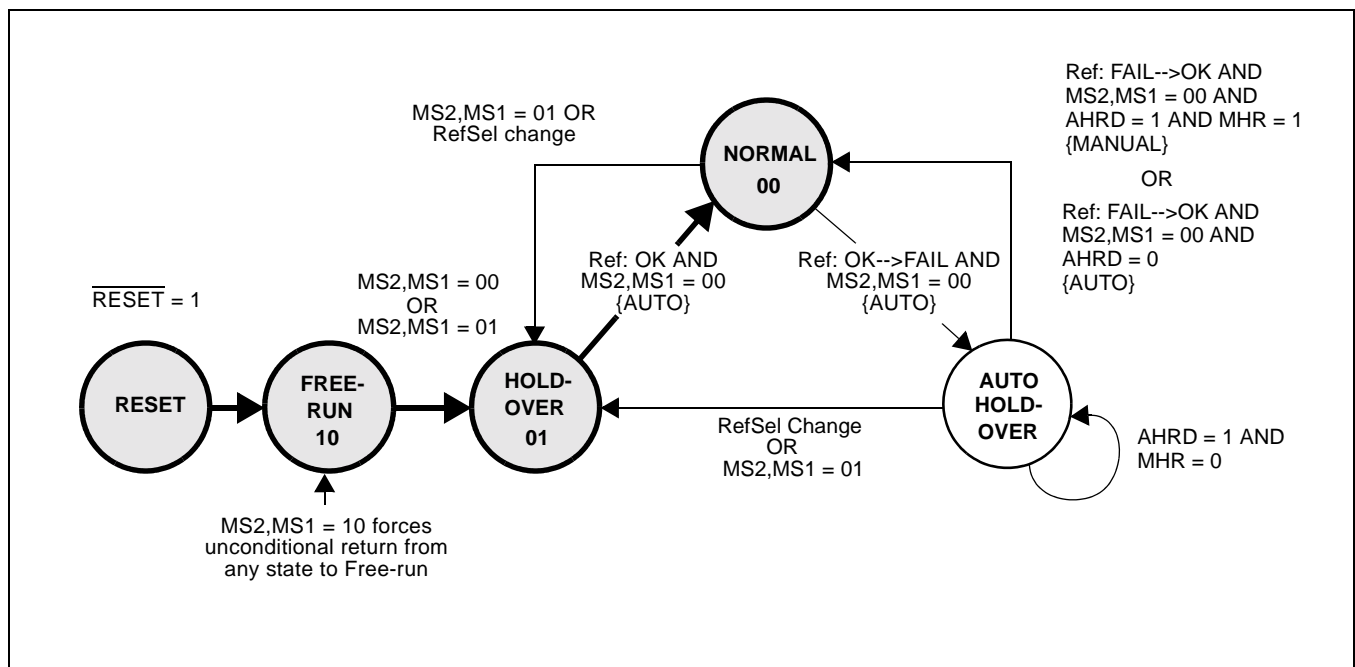 Ref: FAIL-->OK AND
MS2,MS1 = 00 AND
AHRD = 1 AND MHR = 1
{MANUAL}
OR
Ref: FAIL-->OK AND
MS2,MS1 = 00 AND
AHRD = 0
{AUTO}
MS2,MS1 = 01 OR
RefSel change
NORMAL
00
Ref: OK AND
MS2,MS1 = 00
{AUTO}
Ref: OK-->FAIL AND
MS2,MS1 = 00
{AUTO}
RESET = 1
MS2,MS1 = 00
OR
MS2,MS1 = 01
RESET
FREE-
RUN
10
HOLD-
OVER
01
AUTO
HOLD-
OVER
RefSel Change
OR
MS2,MS1 = 01
AHRD = 1 AND
MHR = 0
MS2,MS1 = 10 forces
unconditional return from
any state to Free-run